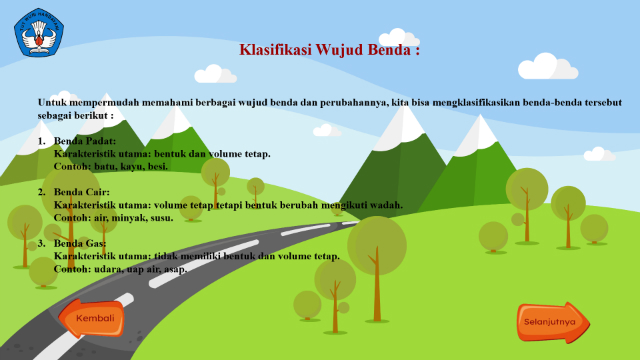 Klasifikasi Wujud Benda :
Untuk mempermudah memahami berbagai wujud benda dan perubahannya, kita bisa mengklasifikasikan benda-benda tersebut
sebagai berikut :
1. Benda Padat:
Karakteristik utama: bentuk dan volume tetap.
Contoh: batu, kayu, besi.
2. Benda Cair:
Karakteristik utama: volume tetap tetapi bentuk berubah mengikuti wadah.
Contoh: air, minyak, susu.
3. Benda Gas:
Karakteristik utama: tidak memiliki bentuk dan volume tetap.
Contoh: udara, uap air, asap.
Kembali
Selanjutnya